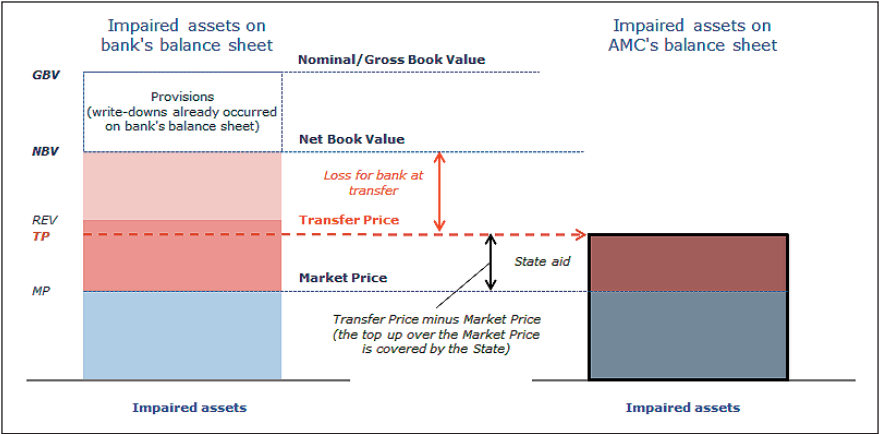 Impaired assets on
bank's balance sheet
Impaired assets on
AMC's balance sheet
Nominal/Gross Book Value
GBV
Provisions
(write-downs already occurred
on bank's balance sheet)
Net Book Value
NBV
Loss for bank at
transfer
REV
Transfer Price
TP
State aid
Market Price
MP
Transfer Price minus Market Price
(the top up over the Market Price
is covered by the State)
Impaired assets
Impaired assets